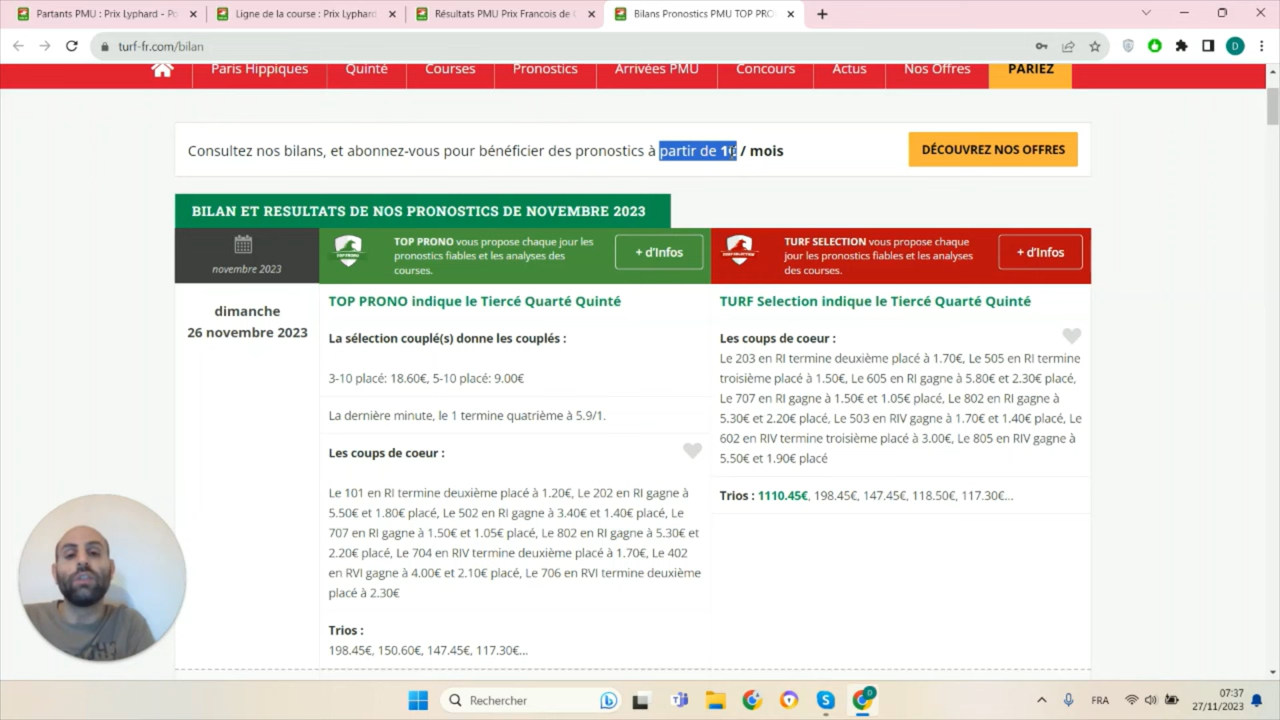 Partants PMU : Prix Lyphard - Po
Ligne de la course : Prix Lyphard
Résultats PMU Prix Francois de
Bilans Pronostics PMU TOP PRO
turf-fr.com/bilan
D
Paris Hippiques
Quinté
Courses
Pronostics
Arrivées PMU
Concours
Actus
Nos Offres
PARIEZ
Consultez nos bilans, et abonnez-vous pour bénéficier des pronostics à partir de 1€ / mois
DÉCOUVREZ NOS OFFRES
BILAN ET RESULTATS DE NOS PRONOSTICS DE NOVEMBRE 2023
novembre 2023
TOP PRONO
TOP PRONO vous propose chaque jour les
pronostics fiables et les analyses des
courses.
+ d'Infos
TURF SELECTION
TURF SELECTION vous propose chaque
jour les pronostics fiables et les analyses
des courses.
+ d'Infos
dimanche
26 novembre 2023
TOP PRONO indique le Tiercé Quarté Quinté
La sélection couplé(s) donne les couplés :
3-10 placé: 18.60€, 5-10 placé: 9.00€
La dernière minute, le 1 termine quatrième à 5.9/1.
Les coups de coeur :
Le 101 en RI termine deuxième placé à 1.20€, Le 202 en RI gagne à
5.50€ et 1.80€ placé, Le 502 en RI gagne à 3.40€ et 1.40€ placé, Le
707 en RI gagne à 1.50€ et 1.05€ placé, Le 802 en RI gagne à 5.30€ et
2.20€ placé, Le 704 en RIV termine deuxième placé à 1.70€, Le 402
en RVI gagne à 4.00€ et 2.10€ placé, Le 706 en RVI termine deuxième
placé à 2.30€
Trios :
198.45€, 150.60€, 147.45€, 117.30€...
TURF Selection indique le Tiercé Quarté Quinté
Les coups de coeur :
Le 203 en RI termine deuxième placé à 1.70€, Le 505 en RI termine
troisième placé à 1.50€, Le 605 en RI gagne à 5.80€ et 2.30€ placé,
Le 707 en RI gagne à 1.50€ et 1.05€ placé, Le 802 en RI gagne à
5.30€ et 2.20€ placé, Le 503 en RIV gagne à 1.70€ et 1.40€ placé, Le
602 en RIV termine troisième placé à 3.00€, Le 805 en RIV gagne à
5.50€ et 1.90€ placé
Trios : 1110.45€, 198.45€, 147.45€, 118.50€, 117.30€...
Rechercher
FRA
07:37
27/11/2023